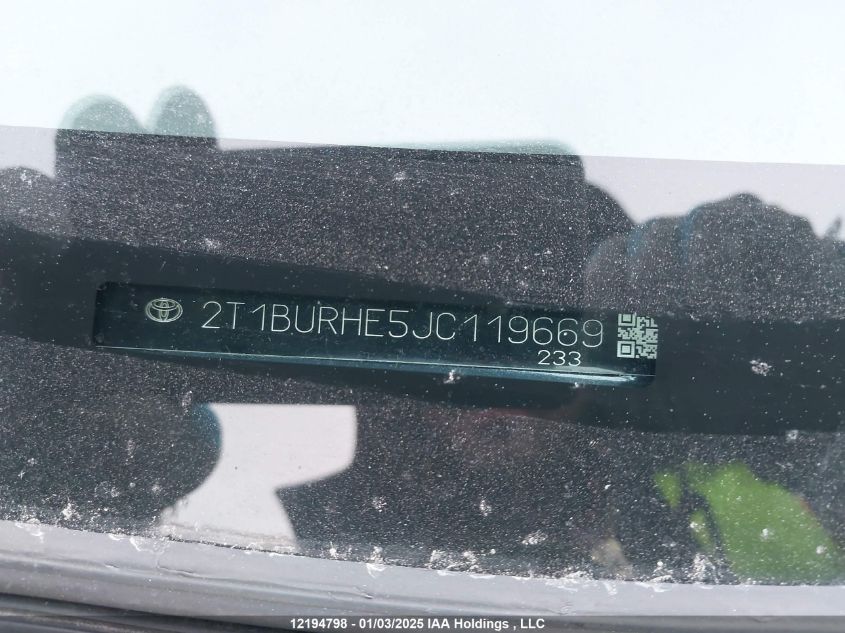 2T1BURHE5JC119669
233
12194798 - 01/03/2025 IAA Holdings , LLC